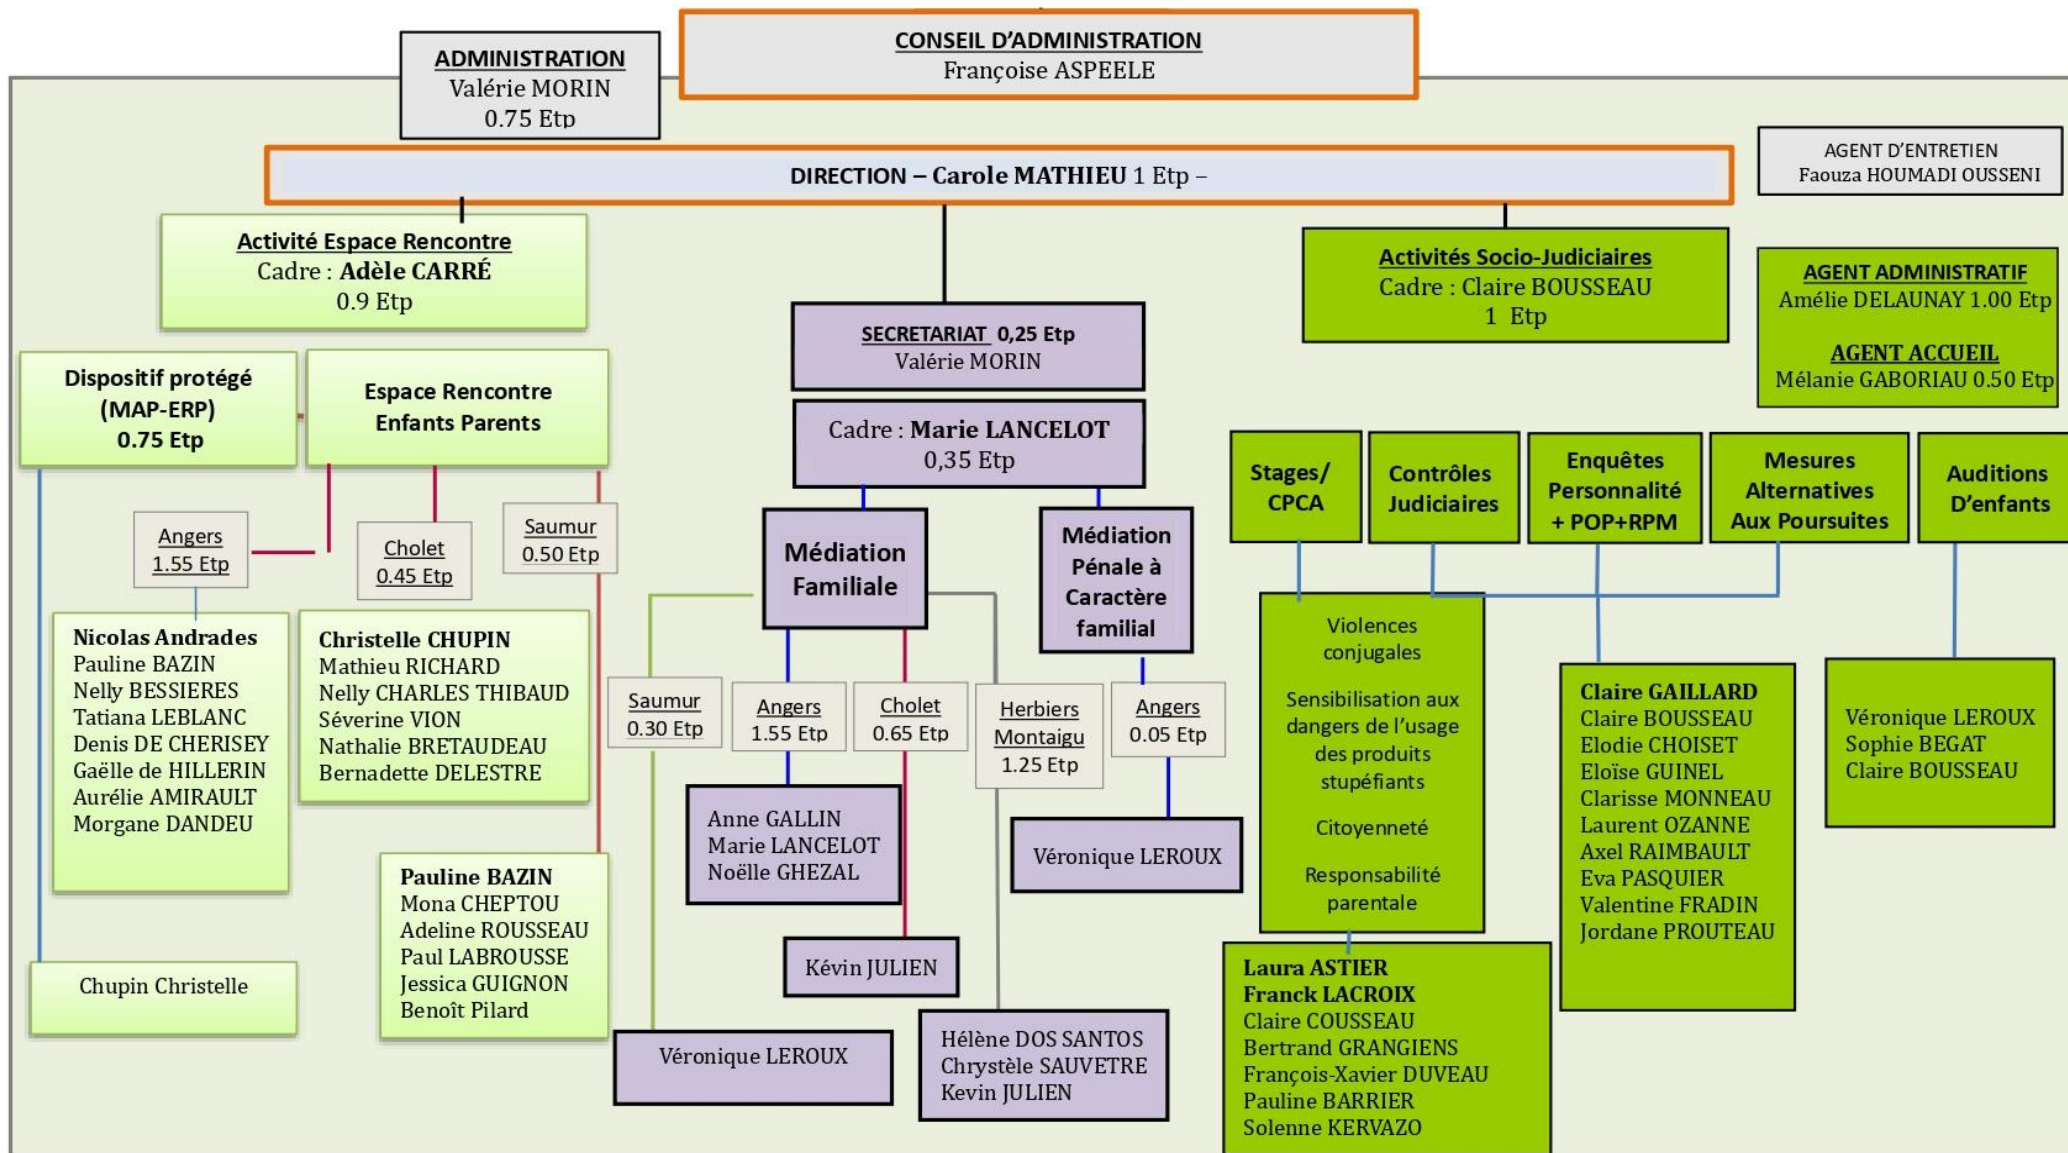 CONSEIL D'ADMINISTRATION
Françoise ASPEELE
ADMINISTRATION
Valérie MORIN
0.75 Etp
DIRECTION – Carole MATHIEU 1 Etp –
AGENT D'ENTRETIEN
Faouza HOUMADI OUSSENI
Activité Espace Rencontre
Cadre : Adèle CARRÉ
0.9 Etp
Activités Socio-Judiciaires
Cadre : Claire BOUSSEAU
1 Etp
AGENT ADMINISTRATIF
Amélie DELAUNAY 1.00 Etp
AGENT ACCUEIL
Mélanie GABORIAU 0.50 Etp
SECRETARIAT 0,25 Etp
Valérie MORIN
Cadre : Marie LANCELOT
0,35 Etp
Dispositif protégé
(MAP-ERP)
0.75 Etp
Espace Rencontre
Enfants Parents
Angers
1.55 Etp
Cholet
0.45 Etp
Saumur
0.50 Etp
Nicolas Andrades
Pauline BAZIN
Nelly BESSIERES
Tatiana LEBLANC
Denis DE CHERISEY
Gaëlle de HILLERIN
Aurélie AMIRAULT
Morgane DANDEU
Christelle CHUPIN
Mathieu RICHARD
Nelly CHARLES THIBAUD
Séverine VION
Nathalie BRETAUDEAU
Bernadette DELESTRE
Pauline BAZIN
Mona CHEPTOU
Adeline ROUSSEAU
Paul LABROUSSE
Jessica GUIGNON
Benoît Pilard
Chupin Christelle
Médiation
Familiale
Médiation
Pénale à
Caractère
familial
Saumur
0.30 Etp
Angers
1.55 Etp
Cholet
0.65 Etp
Herbiers
Montaigu
1.25 Etp
Angers
0.05 Etp
Anne GALLIN
Marie LANCELOT
Noëlle GHEZAL
Véronique LEROUX
Kévin JULIEN
Véronique LEROUX
Hélène DOS SANTOS
Chrystèle SAUVETRE
Kevin JULIEN
Stages/
CPCA
Contrôles
Judiciaires
Enquêtes
Personnalité
+ POP+RPM
Mesures
Alternatives
Aux Poursuites
Auditions
D'enfants
Violences
conjugales
Sensibilisation aux
dangers de l'usage
des produits
stupéfiants
Citoyenneté
Responsabilité
parentale
Claire GAILLARD
Claire BOUSSEAU
Elodie CHOISET
Eloïse GUINEL
Clarisse MONNEAU
Laurent OZANNE
Axel RAIMBAULT
Eva PASQUIER
Valentine FRADIN
Jordane PROUTEAU
Véronique LEROUX
Sophie BEGAT
Claire BOUSSEAU
Laura ASTIER
Franck LACROIX
Claire COUSSEAU
Bertrand GRANGIENS
François-Xavier DUVEAU
Pauline BARRIER
Solenne KERVAZO